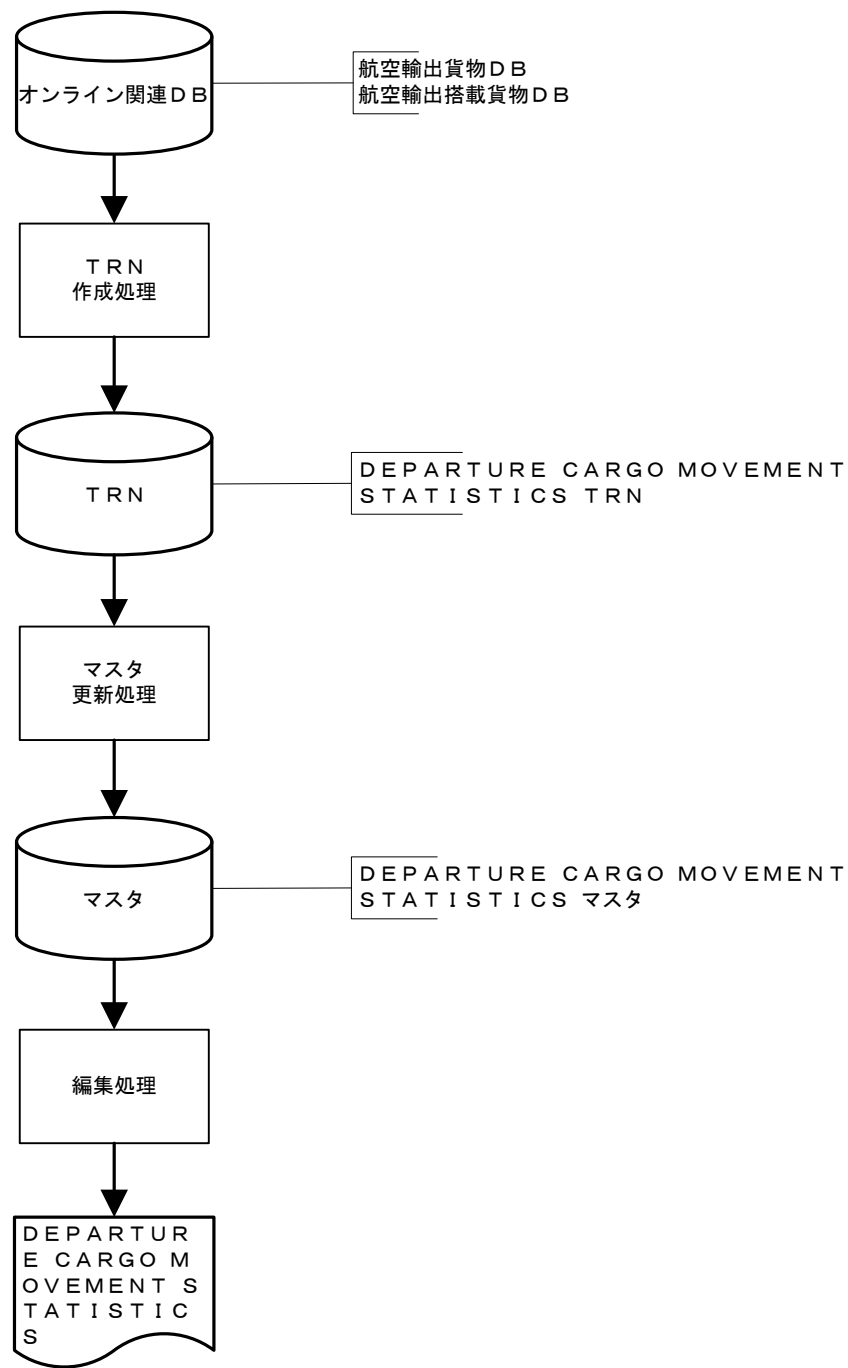 オンライン関連ＤＢ
航空輸出貨物ＤＢ
航空輸出搭載貨物ＤＢ
ＴＲＮ
作成処理
ＴＲＮ
ＤＥＰＡＲＴＵＲＥ ＣＡＲＧＯ ＭＯＶＥＭＥＮＴ
ＳＴＡＴＩＳＴＩＣＳ ＴＲＮ
マスタ
更新処理
マスタ
ＤＥＰＡＲＴＵＲＥ ＣＡＲＧＯ ＭＯＶＥＭＥＮＴ
ＳＴＡＴＩＳＴＩＣＳ マスタ
編集処理
ＤＥＰＡＲＴＵＲ
Ｅ ＣＡＲＧＯ Ｍ
ＯＶＥＭＥＮＴ Ｓ
ＴＡＴＩＳＴＩＣ
Ｓ